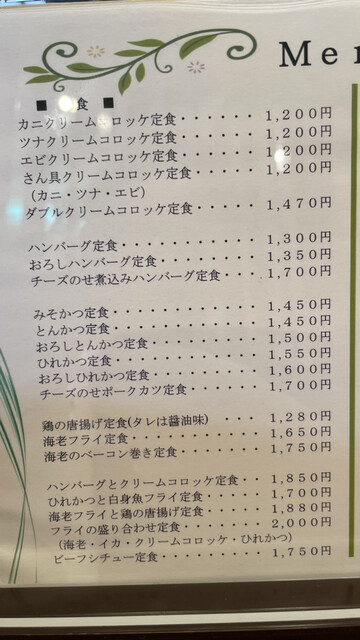 Me
■ 食 ■
カニクリームコロッケ定食・・・・・・ 1,200円
ツナクリームコロッケ定食・・・・・・ 1,200円
エビクリームコロッケ定食・・・・・・ 1,200円
さん具クリームコロッケ定食・・・・・ 1,200円
(カニ・ツナ・エビ)
ダブルクリームコロッケ定食・・・・・ 1,470円
ハンバーグ定食・・・・・・・・・・・ 1,300円
おろしハンバーグ定食・・・・・・・・ 1,350円
チーズのせ煮込みハンバーグ定食・・・ 1,700円
みそかつ定食・・・・・・・・・・・・ 1,450円
とんかつ定食・・・・・・・・・・・・ 1,450円
おろしとんかつ定食・・・・・・・・・ 1,500円
ひれかつ定食・・・・・・・・・・・・ 1,550円
おろしひれかつ定食・・・・・・・・・ 1,600円
チーズのせポークカツ定食・・・・・・ 1,700円
鶏の唐揚げ定食(タレは醤油味) ・・・ 1,280円
海老フライ定食・・・・・・・・・・・ 1,650円
海老のベーコン巻き定食・・・・・・・ 1,750円
ハンバーグとクリームコロッケ定食・・ 1,850円
ひれかつと白身魚フライ定食・・・・・ 1,700円
海老フライと鶏の唐揚げ定食・・・・・ 1,880円
フライの盛り合わせ定食・・・・・・・ 2,000円
(海老・イカ・クリームコロッケ・ひれかつ)
ビーフシチュー定食・・・・・・・・・ 1,750円